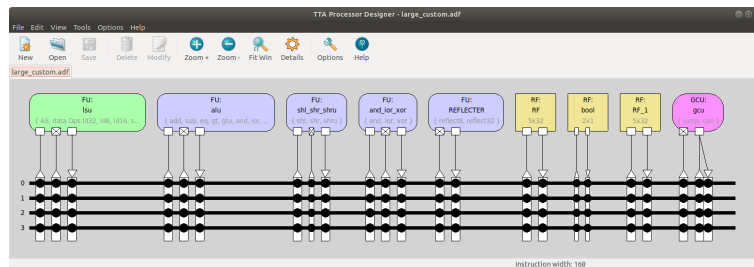 TTA Processor Designer - large_custom.adf
File Edit View Tools Options Help
New Open Save Delete Modify Zoom + Zoom - Fit Win Details Options Help
large_custom.adf
FU: FU: FU: FU: FU: RF: RF: RF: GCU:
lsu alu shl_shr_shru and_ior_xor REFLECTER RF bool RF_1 gcu
{ AS: data Ops:ld32, ld8, ld16, s... { add, sub, eq, gt, gtu, and, ior, ... { shl, shr, shru } { and, ior, xor } { reflect8, reflect32 } 5x32 2x1 5x32 { jump, call }
0
1
2
3
Instruction width: 168